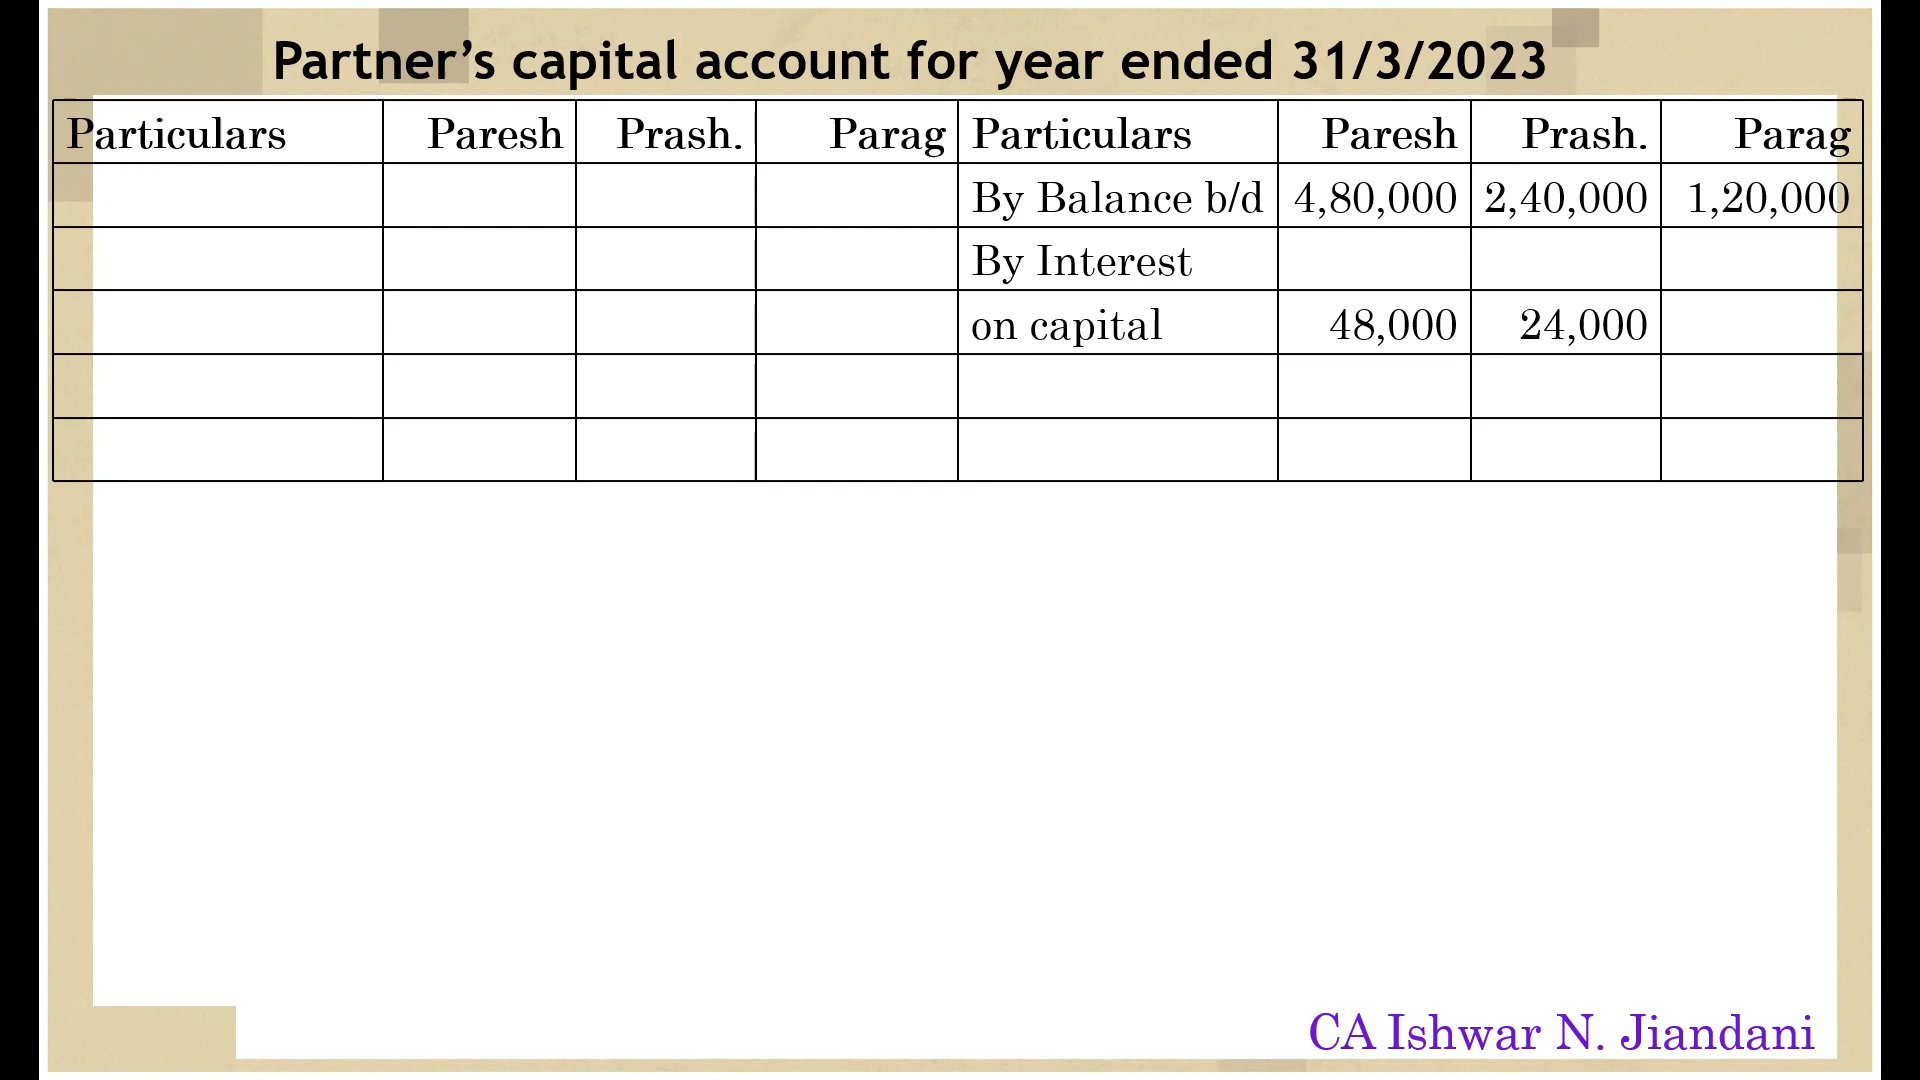 Partner’s capital account for year ended 31/3/2023
Particulars Paresh Prash. Parag Particulars Paresh Prash. Parag
By Balance b/d 4,80,000 2,40,000 1,20,000
By Interest
on capital 48,000 24,000
CA Ishwar N. Jiandani